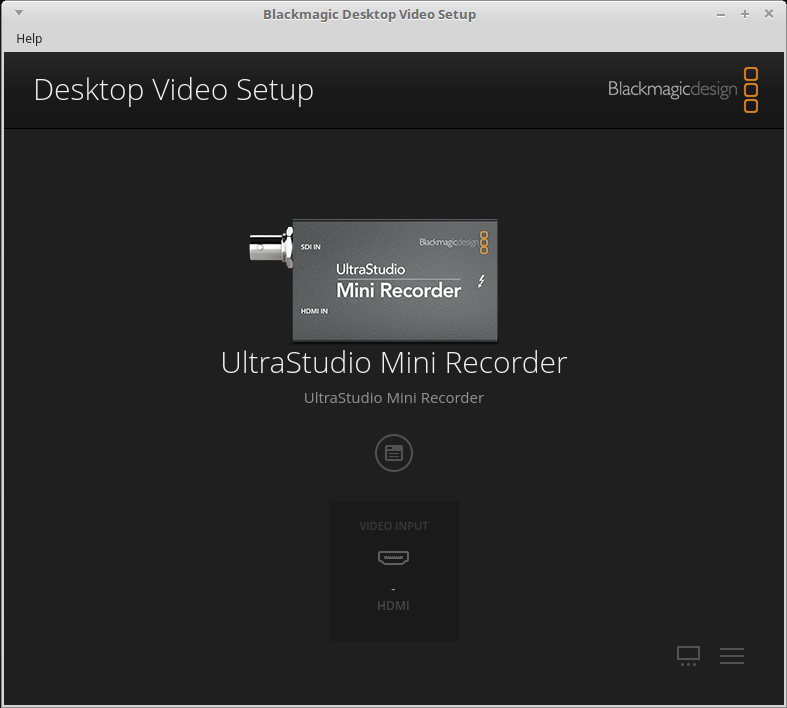 Blackmagic Desktop Video Setup
Help
Desktop Video Setup
Blackmagicdesign
SDI IN
Blackmagicdesign
UltraStudio
Mini Recorder
HDMI IN
UltraStudio Mini Recorder
UltraStudio Mini Recorder
VIDEO INPUT
-
HDMI